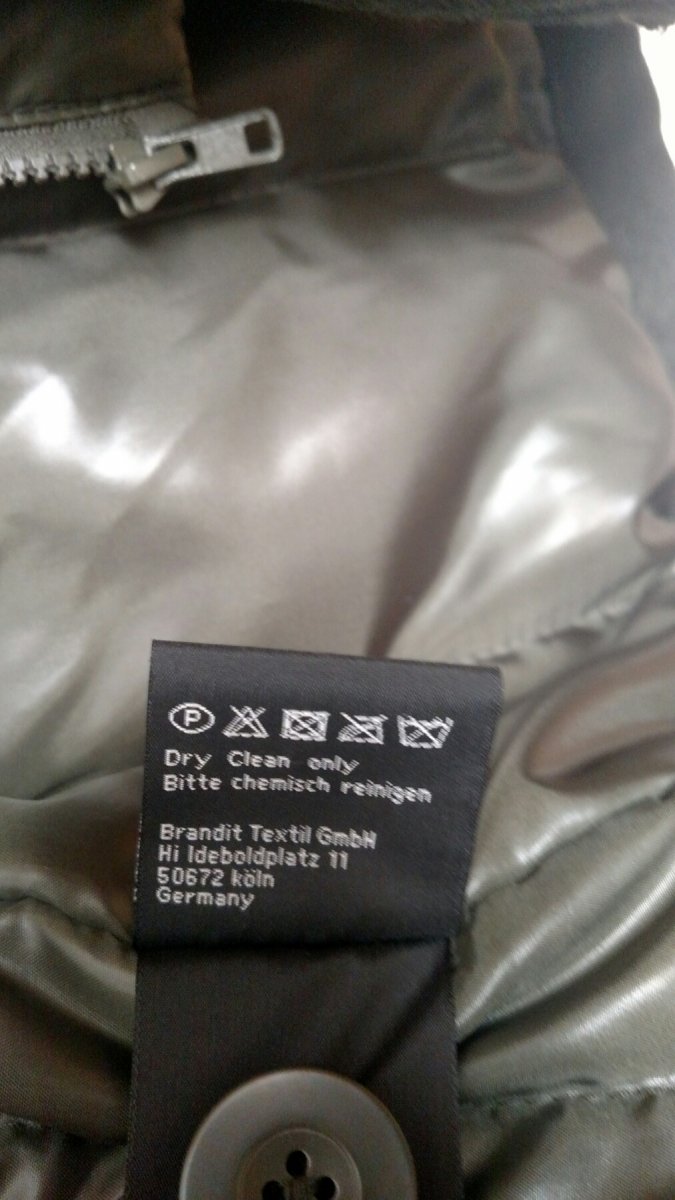 P
Dry Clean only
Bitte chemisch reinigen
Brandit Textil GmbH
Hi ldeboldplatz 11
50672 köln
Germany